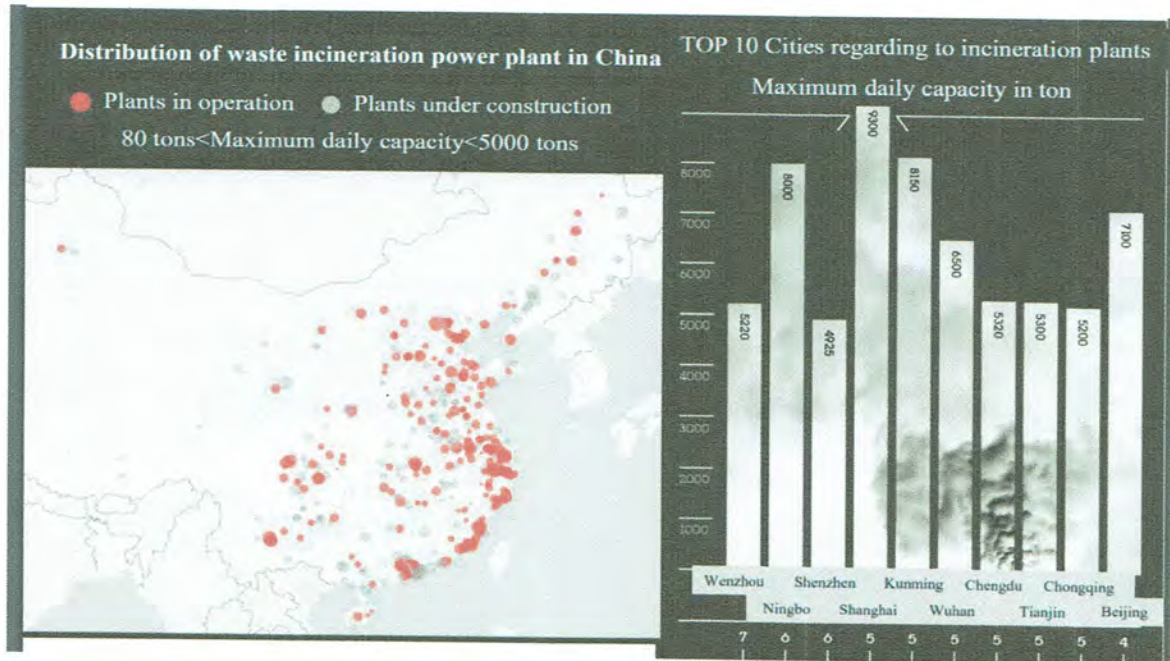 Distribution of waste incineration power plant in China
Plants in operation Plants under construction
80 tons<Maximum daily capacity<5000 tons
TOP 10 Cities regarding to incineration plants
Maximum daily capacity in ton
8000
7000
6000
5000
4000
3000
2000
1000
5220
8000
4925
9300
8150
6500
5320
5300
5200
7100
Wenzhou Shenzhen Kunming Chengdu Chongqing
Ningbo Shanghai Wuhan Tianjin Beijing
7 6 6 5 5 5 5 5 5 4